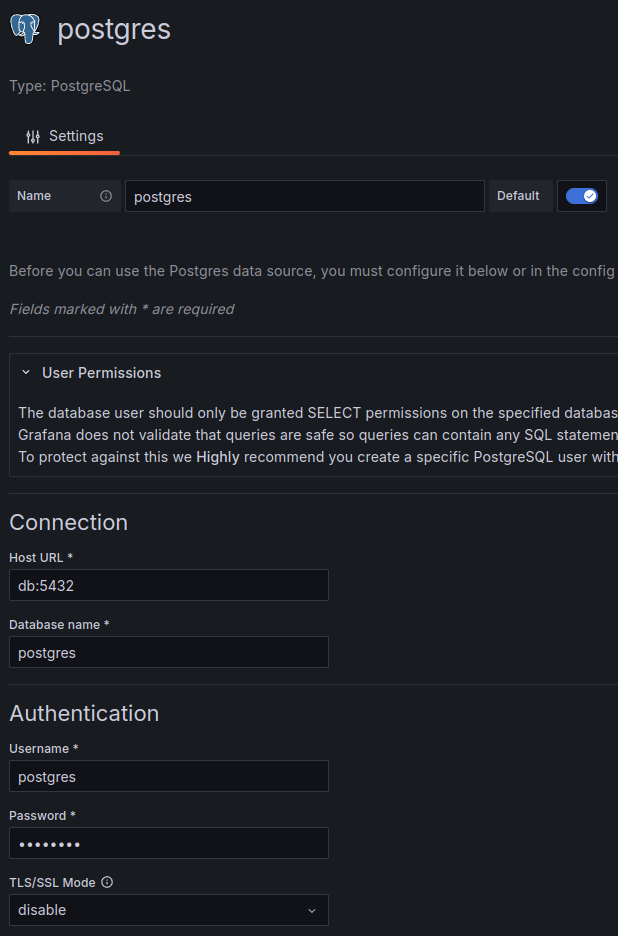 postgres
Type: PostgreSQL
Settings
Name
postgres
Default
Before you can use the Postgres data source, you must configure it below or in the config
Fields marked with * are required
User Permissions
The database user should only be granted SELECT permissions on the specified databas
Grafana does not validate that queries are safe so queries can contain any SQL statemen
To protect against this we Highly recommend you create a specific PostgreSQL user with
Connection
Host URL *
db:5432
Database name *
postgres
Authentication
Username *
postgres
Password *
••••••••
TLS/SSL Mode
disable